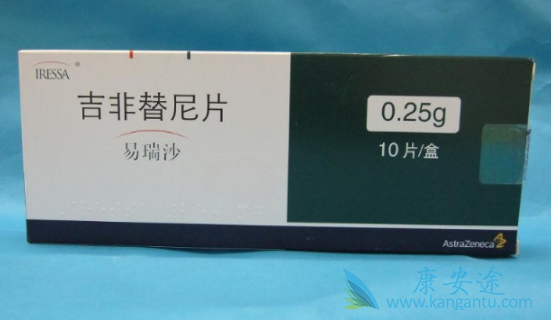 IRESSA ®
吉非替尼片
易瑞沙
0.25g
10片/盒
AstraZeneca
康安途
www.kangantu.com